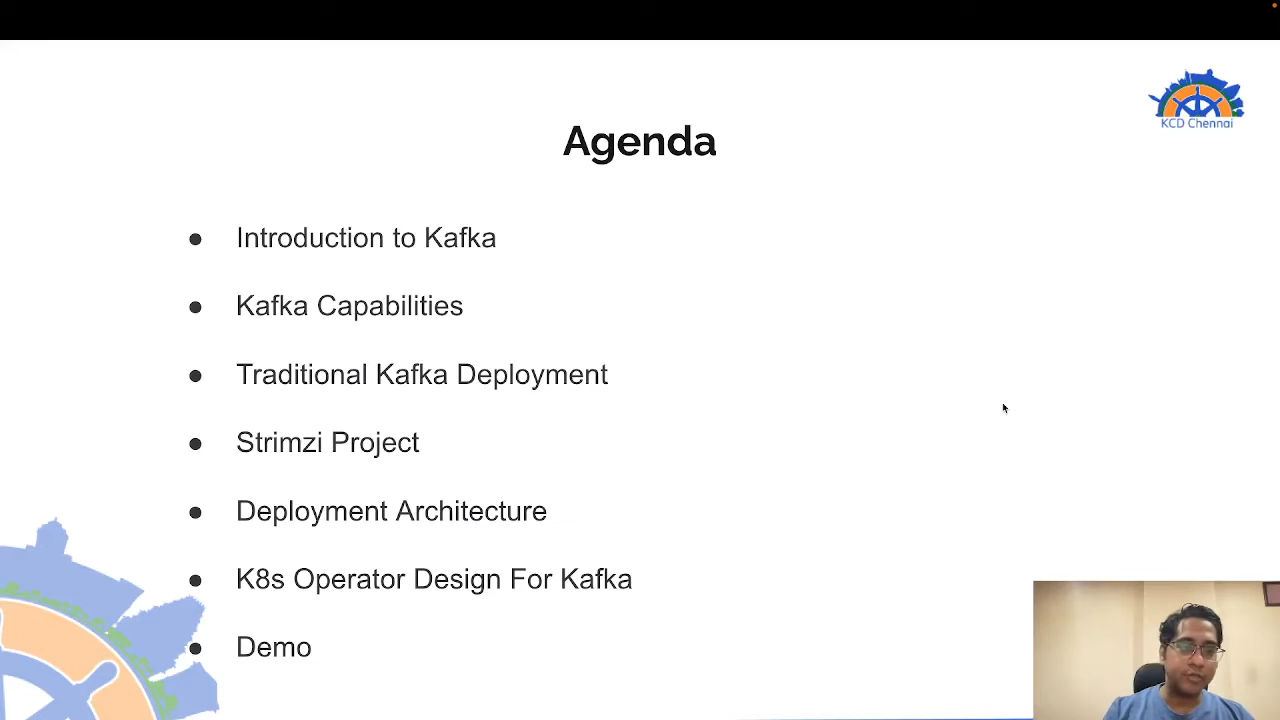 KCD Chennai
Agenda
● Introduction to Kafka
● Kafka Capabilities
● Traditional Kafka Deployment
● Strimzi Project
● Deployment Architecture
● K8s Operator Design For Kafka
● Demo